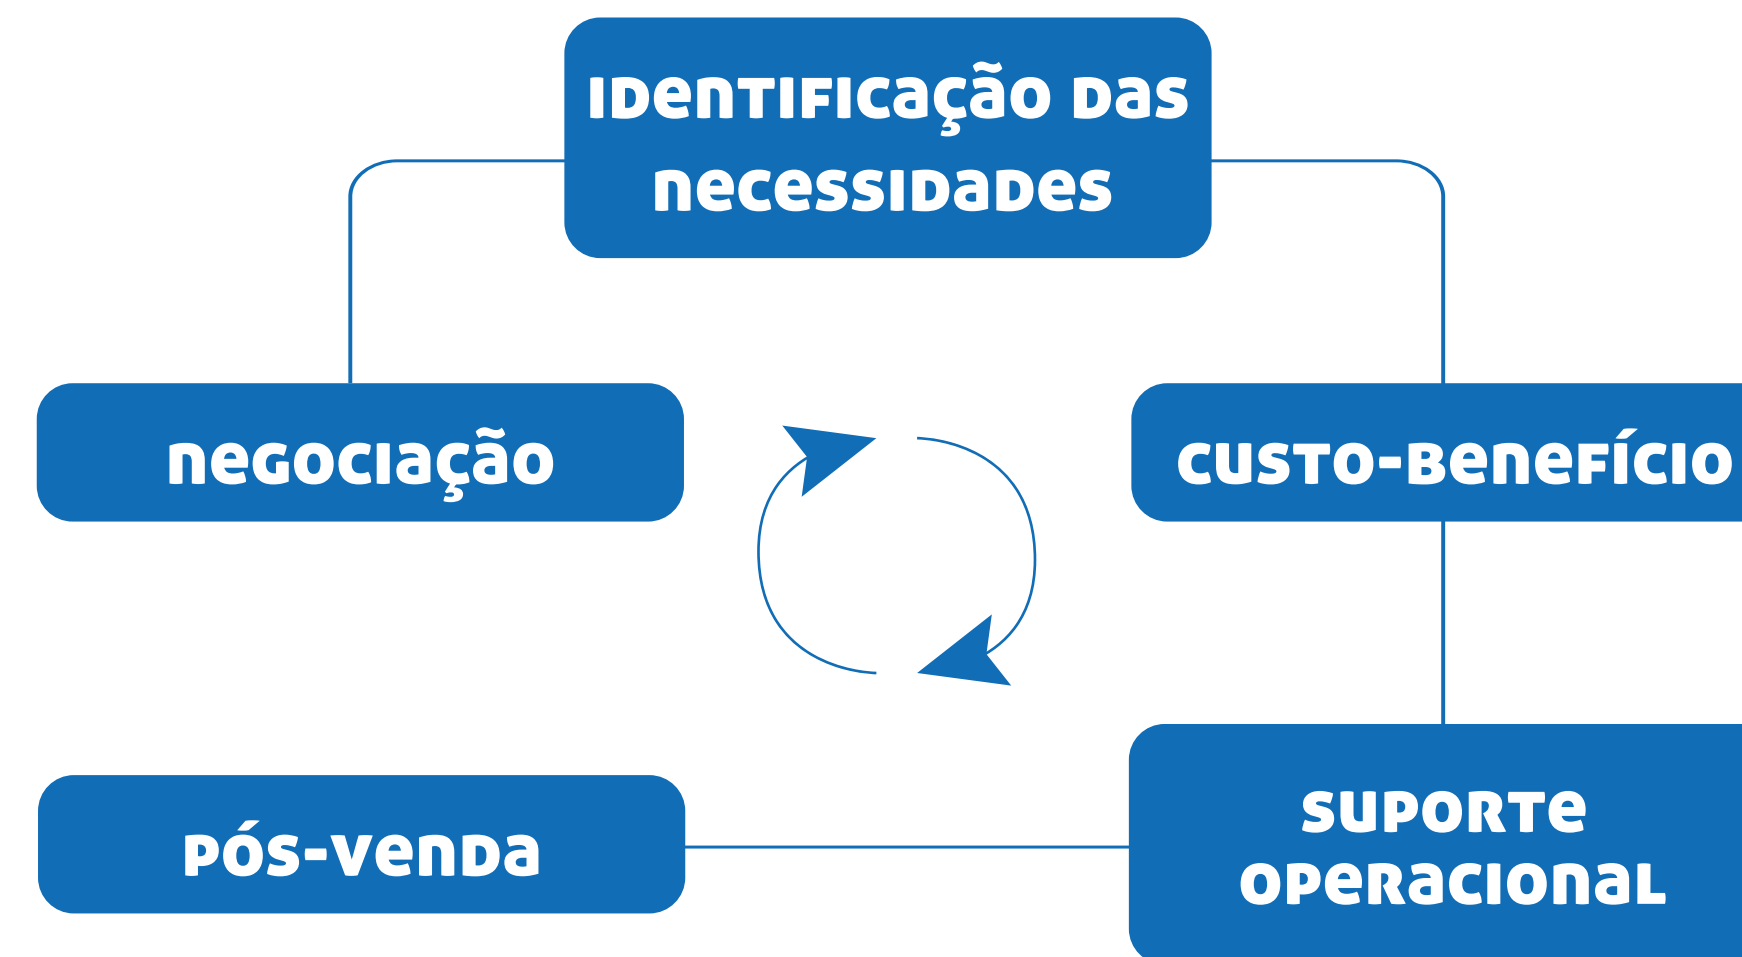 Identificação das
necessidades
negociação
custo-benefício
pós-venda
suporte
operacional